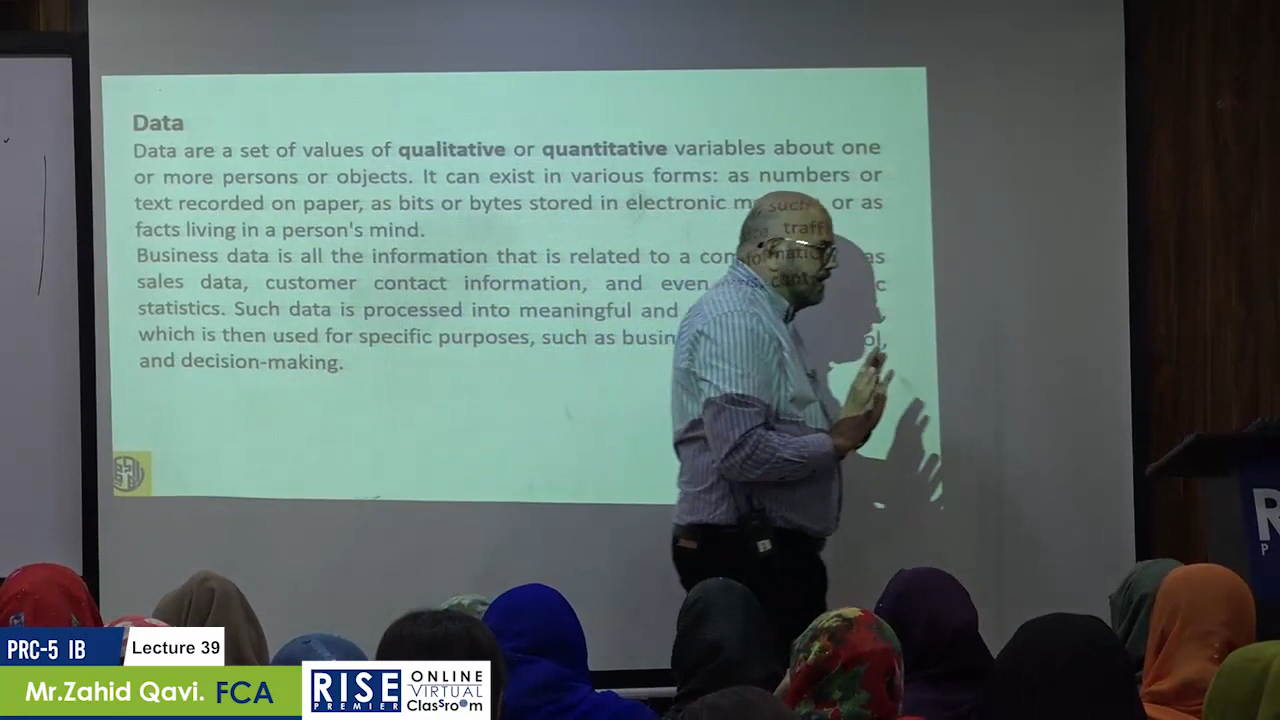 Data
Data are a set of values of qualitative or quantitative variables about one
or more persons or objects. It can exist in various forms: as numbers or
text recorded on paper, as bits or bytes stored in electronic or as
facts living in a person's mind.
Business data is all the information that is related to a as
sales data, customer contact information, and even
statistics. Such data is processed into meaningful and
which is then used for specific purposes, such as
and decision-making.
PRC-5 IB
Lecture 39
Mr.Zahid Qavi. FCA
RISE
PREMIER
ONLINE
VIRTUAL
ClasSroom